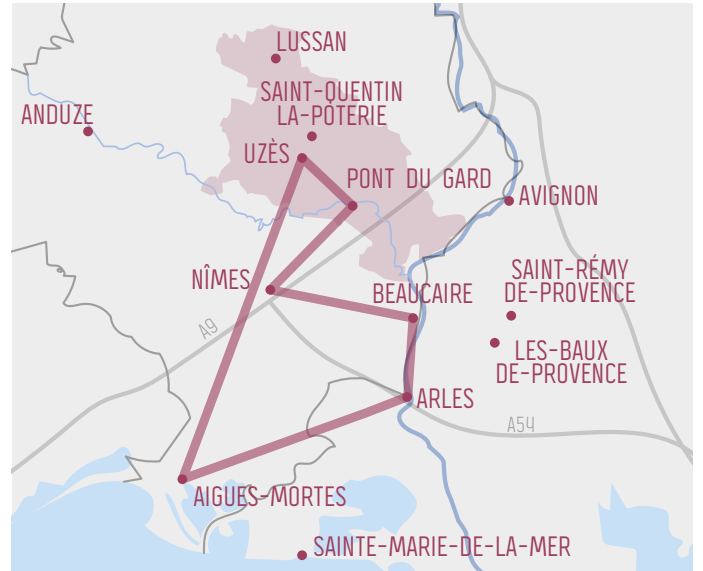 LUSSAN
SAINT-QUENTIN
LA-POTERIE
ANDUZE
UZÈS
PONT DU GARD
AVIGNON
NÎMES
BEAUCAIRE
SAINT-RÉMY
DE-PROVENCE
A9
LES-BAUX
DE-PROVENCE
ARLES
A54
AIGUES-MORTES
SAINTE-MARIE-DE-LA-MER